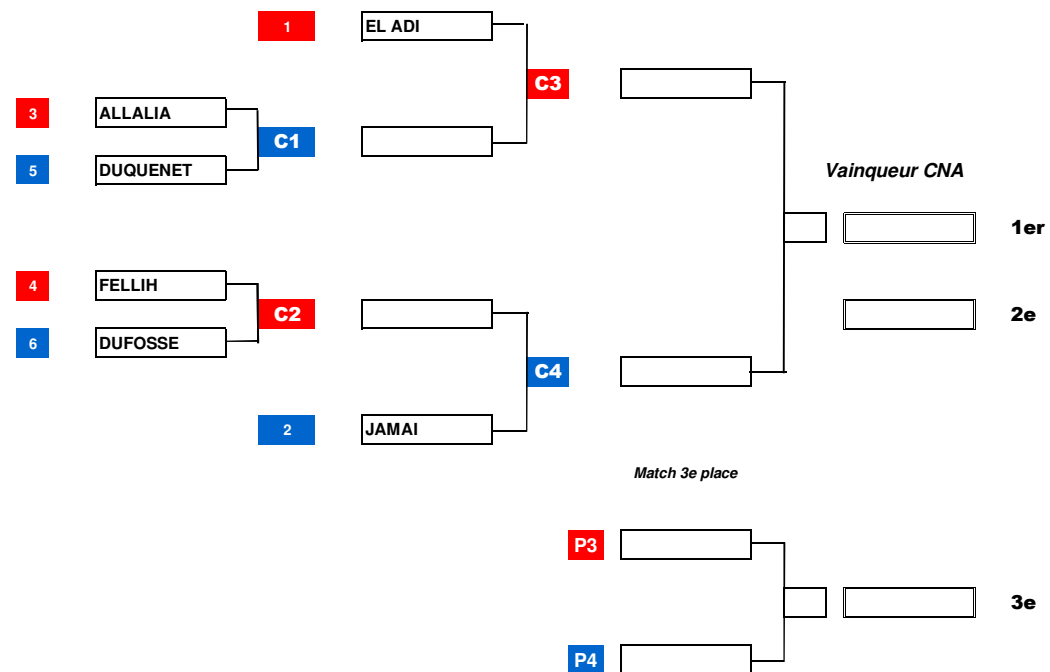 1 EL ADI
C3
3 ALLALIA
C1
5 DUQUENET
Vainqueur CNA
1er
4 FELLIH
C2
2e
6 DUFOSSE
C4
2 JAMAI
Match 3e place
P3
3e
P4